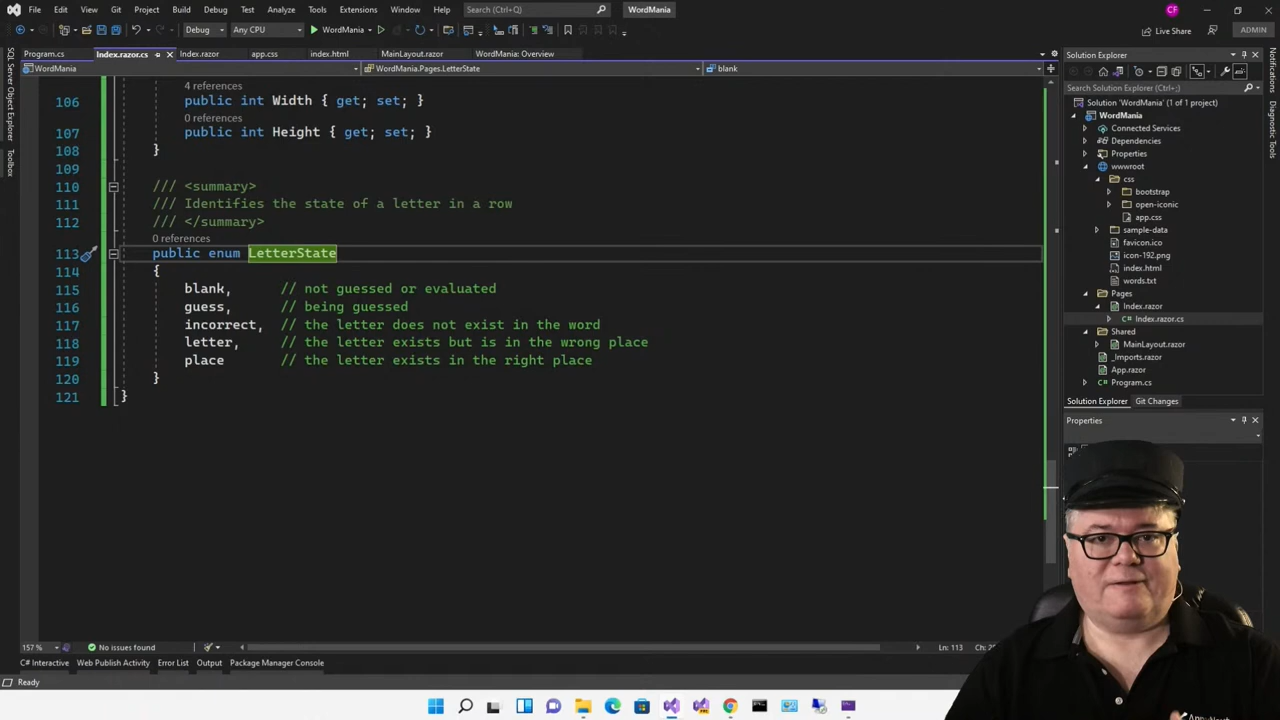 File Edit View Git Project Build Debug Test Analyze Tools Extensions Window Help Search (Ctrl+Q) WordMania CF
Debug Any CPU WordMania Live Share ADMIN
Program.cs Index.razor.cs Index.razor app.css index.html MainLayout.razor WordMania: Overview
WordMania WordMania.Pages.LetterState blank
SQL Server Object Explorer
Toolbox
4 references
106 public int Width { get; set; }
0 references
107 public int Height { get; set; }
108 }
109
110 /// <summary>
111 /// Identifies the state of a letter in a row
112 /// </summary>
0 references
113 public enum LetterState
114 {
115 blank, // not guessed or evaluated
116 guess, // being guessed
117 incorrect, // the letter does not exist in the word
118 letter, // the letter exists but is in the wrong place
119 place // the letter exists in the right place
120 }
121 }
157 % No issues found Ln: 113
C# Interactive Web Publish Activity Error List Output Package Manager Console
Ready
Solution Explorer
Search Solution Explorer (Ctrl+;)
Solution 'WordMania' (1 of 1 project)
WordMania
Connected Services
Dependencies
Properties
wwwroot
css
bootstrap
open-iconic
app.css
sample-data
favicon.ico
icon-192.png
index.html
words.txt
Pages
Index.razor
Index.razor.cs
Shared
MainLayout.razor
_Imports.razor
App.razor
Program.cs
Solution Explorer Git Changes
Properties
Notifications
Diagnostic Tools